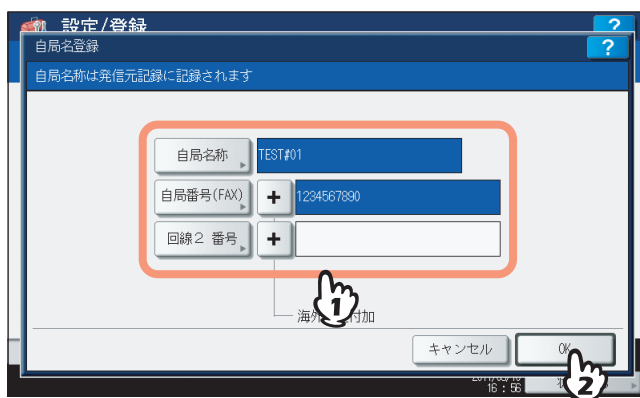 設定/登録
?
自局名登録
?
自局名称は発信元記録に記録されます
自局名称
TEST#01
自局番号(FAX)
+
1234567890
回線2 番号
+
1
海外
付加
キャンセル
OK
2
16:56